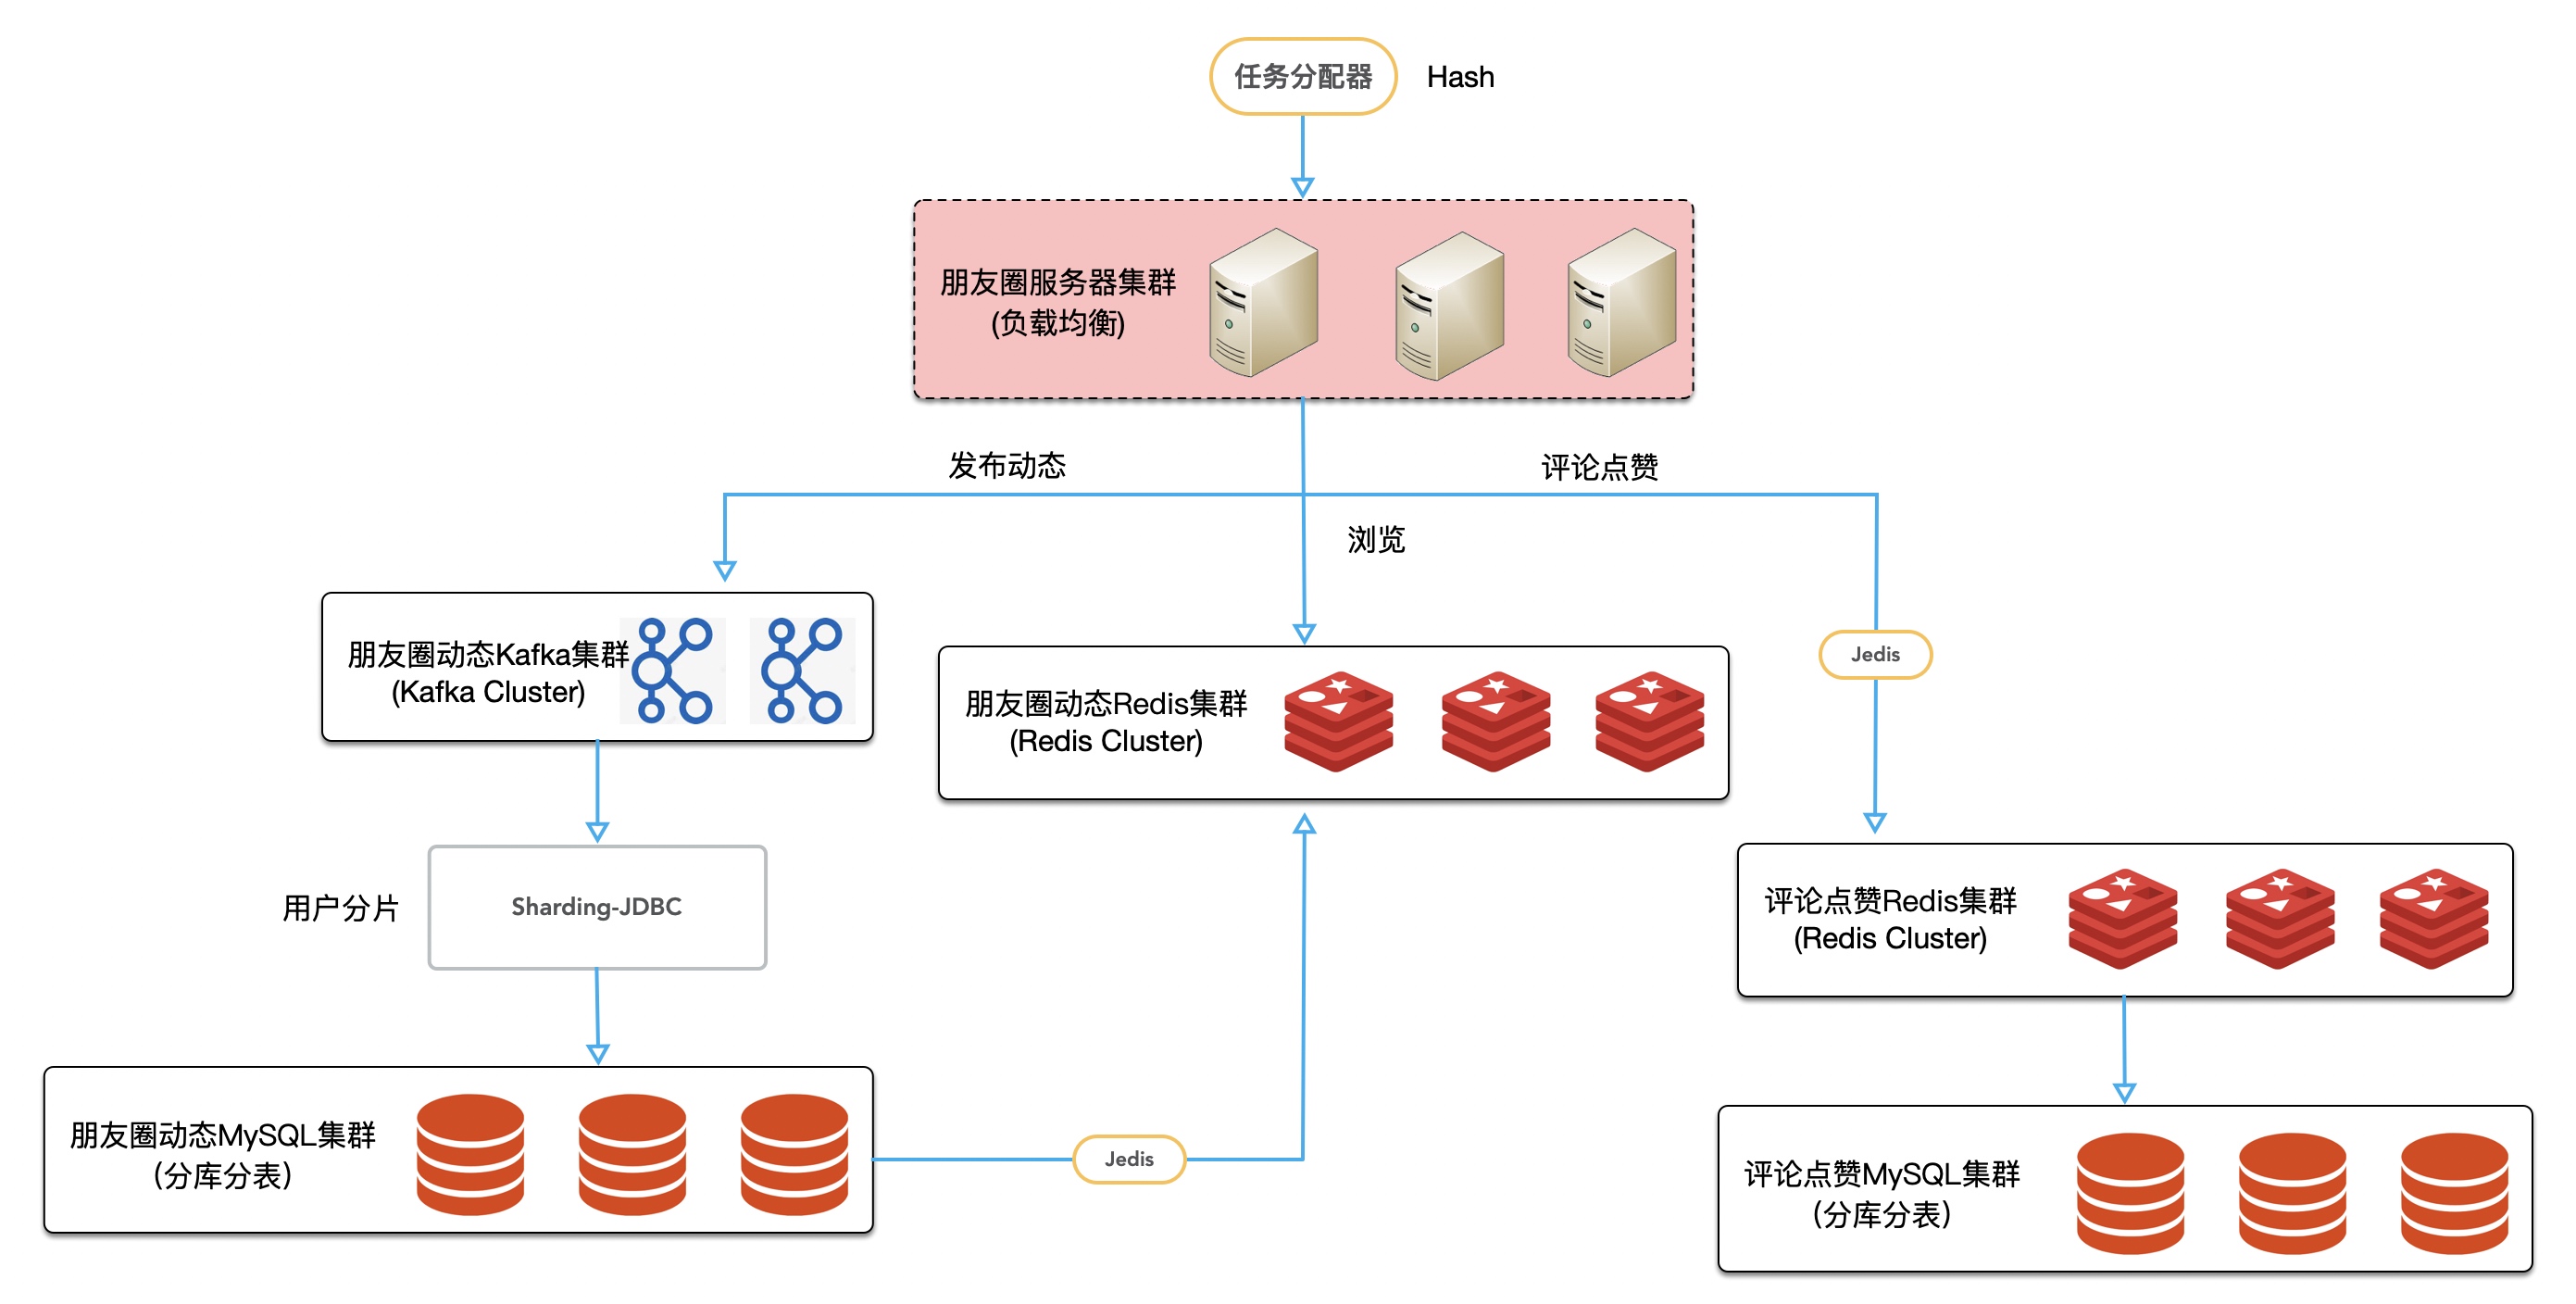 任务分配器
Hash
朋友圈服务器集群
(负载均衡)
发布动态
评论点赞
浏览
朋友圈动态Kafka集群
(Kafka Cluster)
朋友圈动态Redis集群
(Redis Cluster)
Jedis
用户分片
Sharding-JDBC
评论点赞Redis集群
(Redis Cluster)
朋友圈动态MySQL集群
(分库分表)
Jedis
评论点赞MySQL集群
(分库分表)